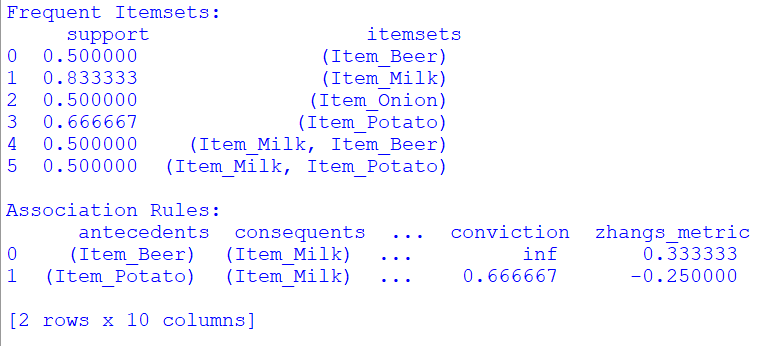 Frequent Itemsets:
support itemsets
0 0.500000 (Item_Beer)
1 0.833333 (Item_Milk)
2 0.500000 (Item_Onion)
3 0.666667 (Item_Potato)
4 0.500000 (Item_Milk, Item_Beer)
5 0.500000 (Item_Milk, Item_Potato)
Association Rules:
antecedents consequents ... conviction zhangs_metric
0 (Item_Beer) (Item_Milk) ... inf 0.333333
1 (Item_Potato) (Item_Milk) ... 0.666667 -0.250000
[2 rows x 10 columns]